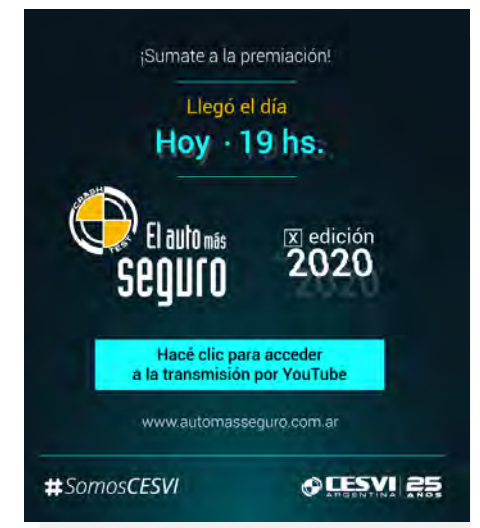 ¡Sumate a la premiación!
Llegó el día
Hoy · 19 hs.
CRASH
TEST
El auto más
seguro
X edición
2020
Hacé clic para acceder
a la transmisión por YouTube
www.automasseguro.com.ar
#SomosCESVI
CESVI 25
ARGENTINA AÑOS